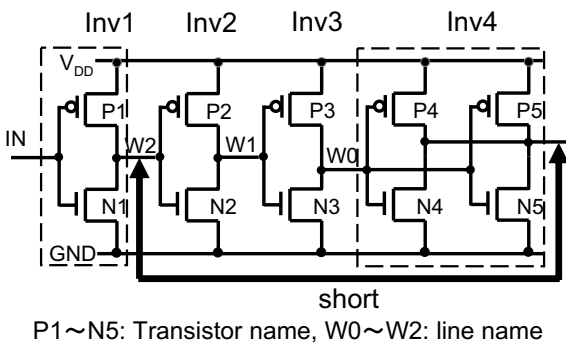 Inv1 Inv2 Inv3 Inv4
VDD
P1 P2 P3 P4 P5
IN W2 W1 W0
N1 N2 N3 N4 N5
GND
short
P1～N5: Transistor name, W0～W2: line name